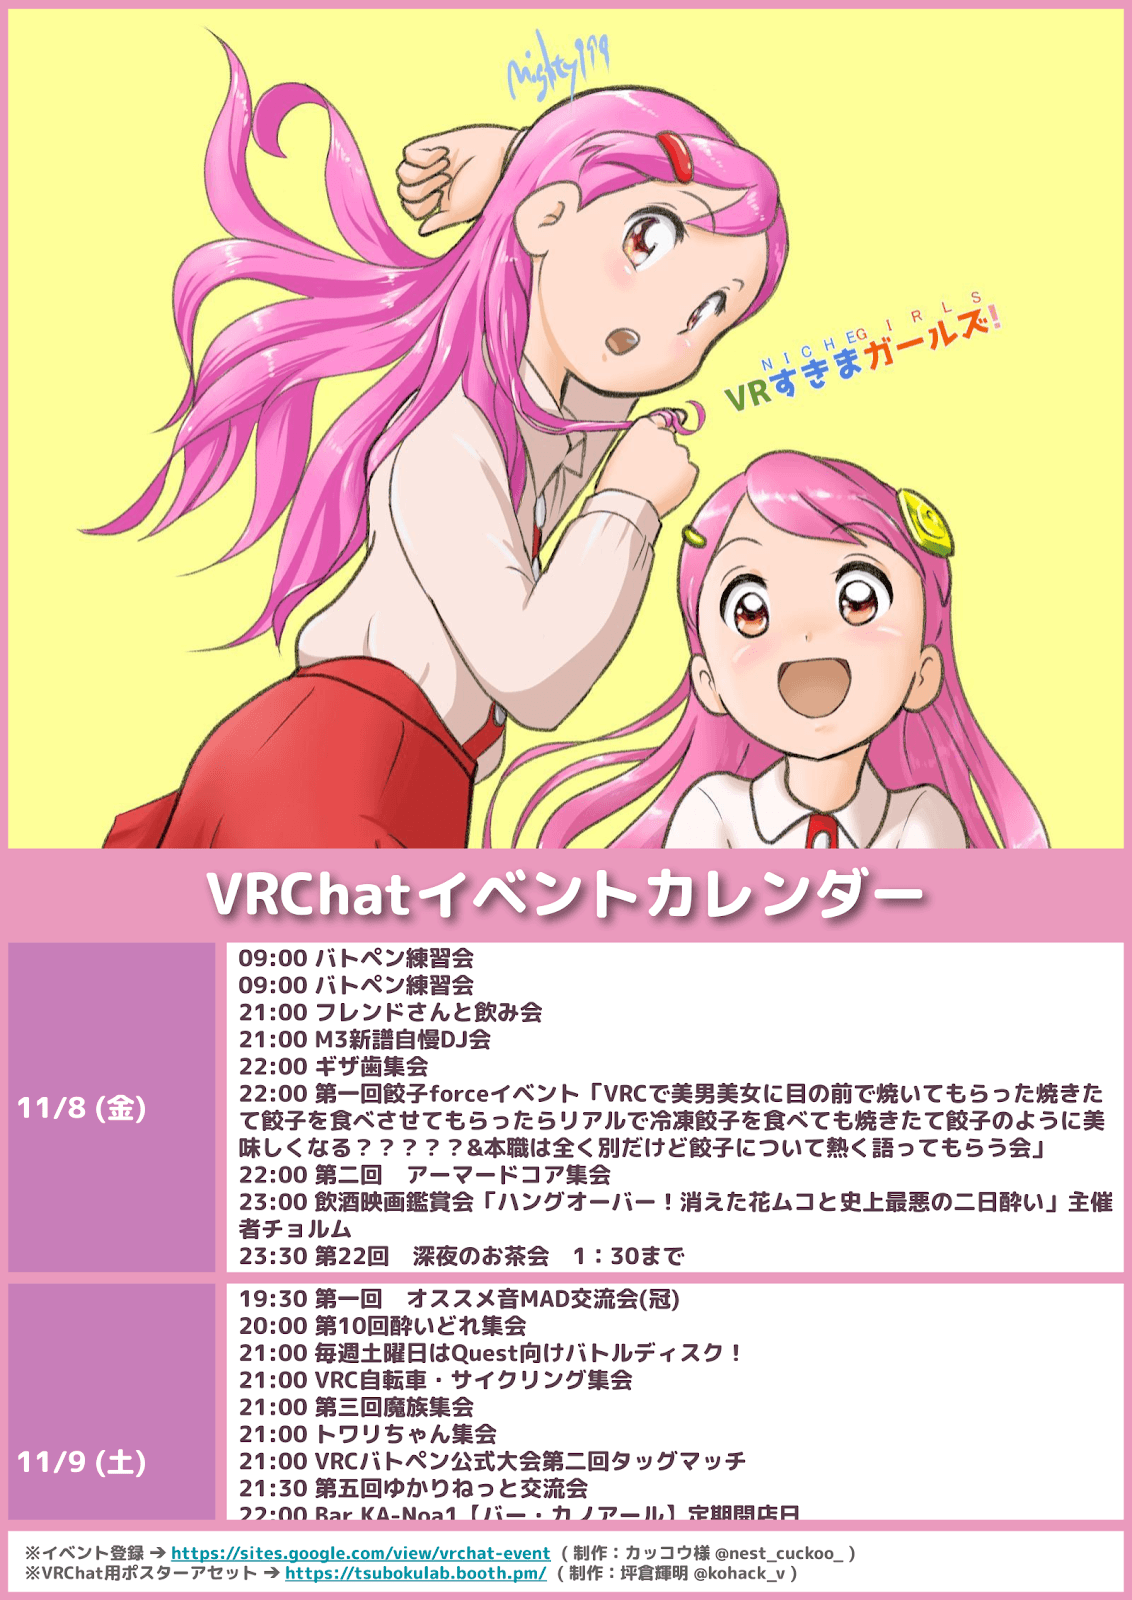 Mighty999
NICHE GIRLS
VRすきまガールズ!
VRChatイベントカレンダー
11/8 (金)
09:00 バトペン練習会
09:00 バトペン練習会
21:00 フレンドさんと飲み会
21:00 M3新譜自慢DJ会
22:00 ギザ歯集会
22:00 第一回餃子forceイベント「VRCで美男美女に目の前で焼いてもらった焼きた
て餃子を食べさせてもらったらリアルで冷凍餃子を食べても焼きたて餃子のように美
味しくなる？？？？？&本職は全く別だけど餃子について熱く語ってもらう会」
22:00 第二回　アーマードコア集会
23:00 飲酒映画鑑賞会「ハングオーバー！消えた花ムコと史上最悪の二日酔い」主催
者チョルム
23:30 第22回　深夜のお茶会　1：30まで
11/9 (土)
19:30 第一回　オススメ音MAD交流会(冠)
20:00 第10回酔いどれ集会
21:00 毎週土曜日はQuest向けバトルディスク！
21:00 VRC自転車・サイクリング集会
21:00 第三回魔族集会
21:00 トワリちゃん集会
21:00 VRCバトペン公式大会第二回タッグマッチ
21:30 第五回ゆかりねっと交流会
22:00 Bar KA-Noa1【バー・カノアール】定期開店日
※イベント登録 → https://sites.google.com/view/vrchat-event （制作：カッコウ様 @nest_cuckoo_ ）
※VRChat用ポスターアセット → https://tsubokulab.booth.pm/ （制作：坪倉輝明 @kohack_v ）